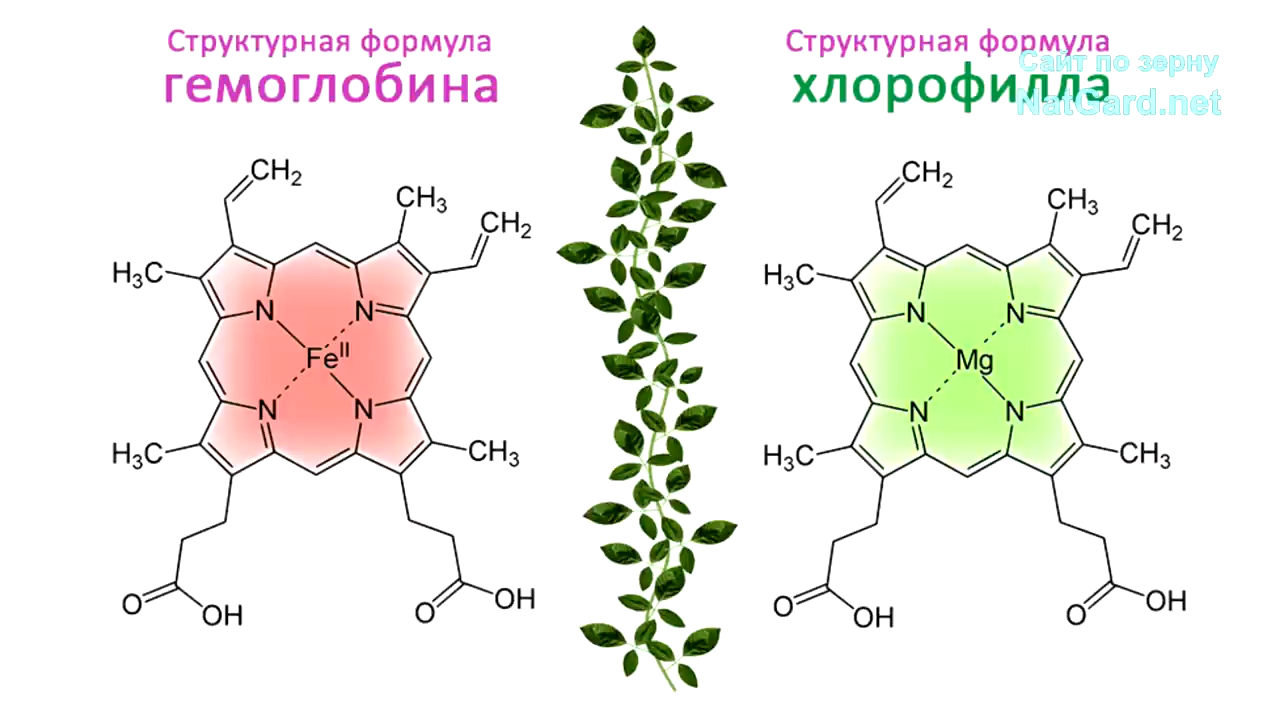 Структурная формула
гемоглобина
Структурная формула
хлорофилла
Сайт по зерну
NatGard.net
CH2
CH3
CH2
H3C
N
N
FeII
N
N
H3C
CH3
O
OH
O
OH
CH2
CH3
CH2
H3C
N
N
Mg
N
N
H3C
CH3
O
OH
O
OH